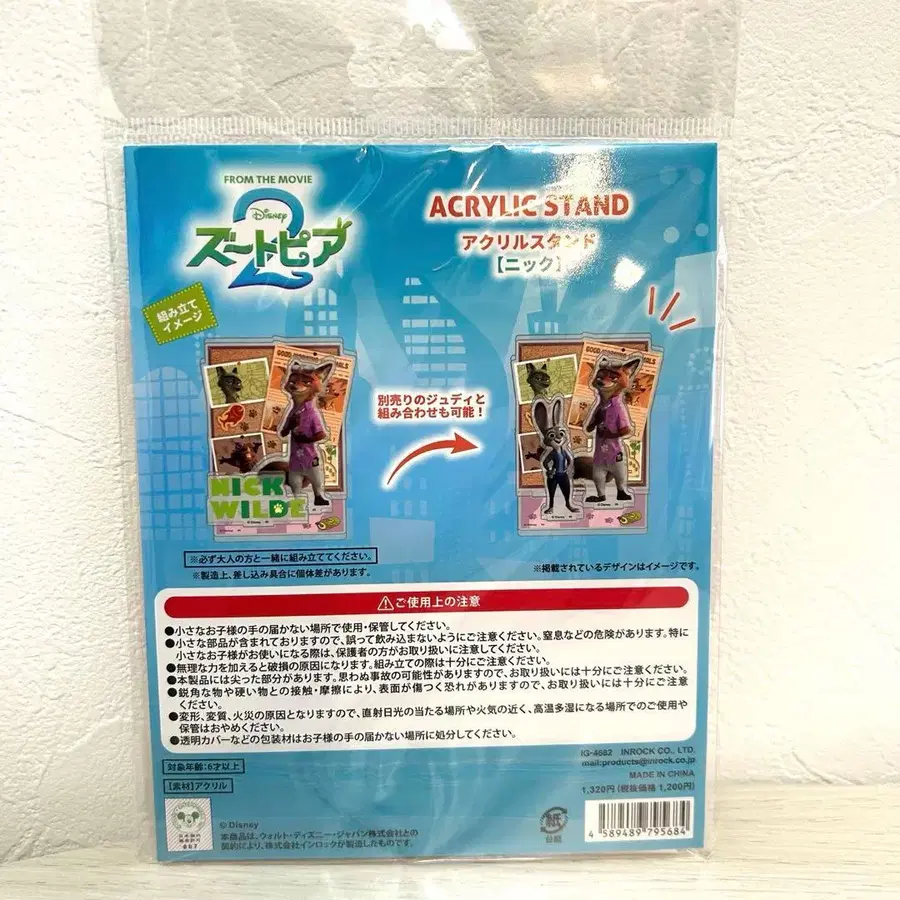 FROM THE MOVIE
Disney
ズートピア
2
ACRYLIC STAND
アクリルスタンド
【ニック】
組み立て
イメージ
NICK
WILDE
© Disney
別売りのジュディと
組み合わせも可能!
© Disney
© Disney
※必ず大人の方と一緒に組み立ててください。
※製造上、差し込み具合に個体差があります。
※掲載されているデザインはイメージです。
ご使用上の注意
●小さなお子様の手の届かない場所で使用・保管してください。
●小さな部品が含まれておりますので、誤って飲み込まないようにご注意ください。窒息などの危険があります。特に
小さなお子様がお使いになる際は、保護者の方がお取り扱いに注意してください。
●無理な力を加えると破損の原因になります。組み立ての際は十分にご注意ください。
●本製品には尖った部分があります。思わぬ事故の可能性がありますので、お取り扱いには十分にご注意ください。
●鋭角な物や硬い物との接触・摩擦により、表面が傷つく恐れがありますので、お取り扱いには十分にご注意
ください。
●変形、変質、火災の原因となりますので、直射日光の当たる場所や火気の近く、高温多湿になる場所でのご使用や
保管はおやめください。
●透明カバーなどの包装材はお子様の手の届かない場所に処分してください。
対象年齢:6才以上
【素材】アクリル
IG-4682 INROCK CO., LTD.
mail:products@inrock.co.jp
MADE IN CHINA
1,320円(税抜価格 1,200円)
© Disney
本商品は、ウォルト・ディズニー・ジャパン株式会社との
契約により、株式会社インロックが製造したものです。
紙
台紙
4 589489 795684